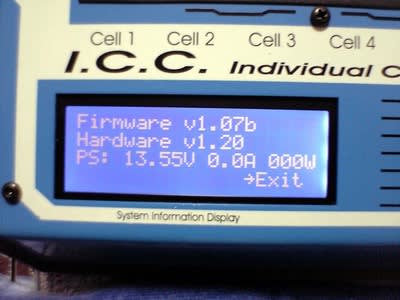 Cell 1 Cell 2 Cell 3 Cell 4
I.C.C. Individual C
Firmware v1.07b
Hardware v1.20
PS: 13.55V 0.0A 000W
→Exit
System Information Display